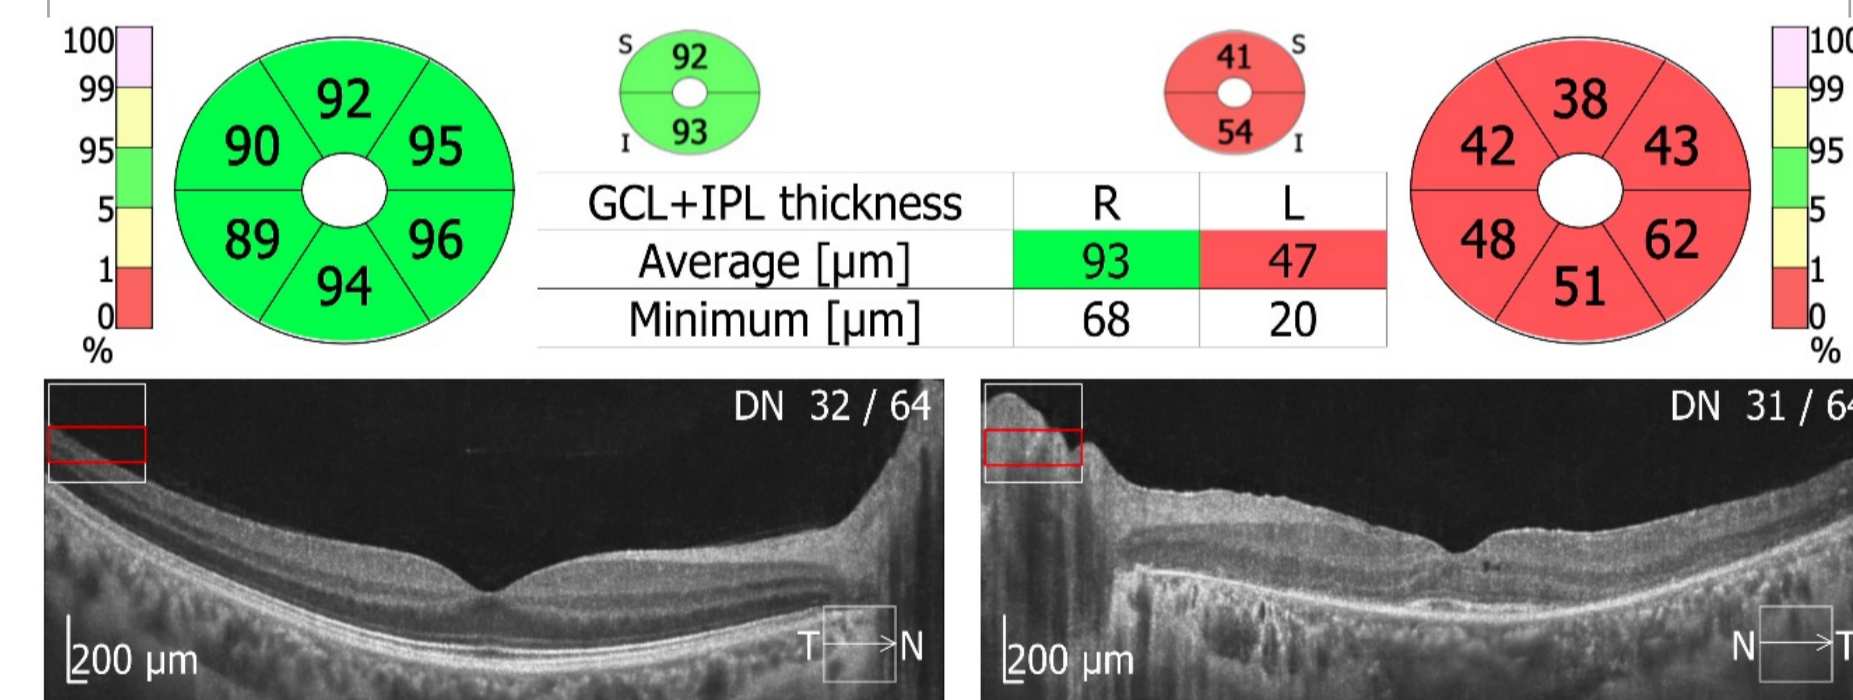 100
99
95
5
1
0
%
92
90
95
89
96
94
S
92
93
I
41
S
54
I
GCL+IPL thickness R L
Average [µm] 93 47
Minimum [µm] 68 20
38
42
43
48
62
51
100
99
95
5
1
0
%
DN 32 / 64
200 µm
T N
DN 31 / 64
200 µm
N T